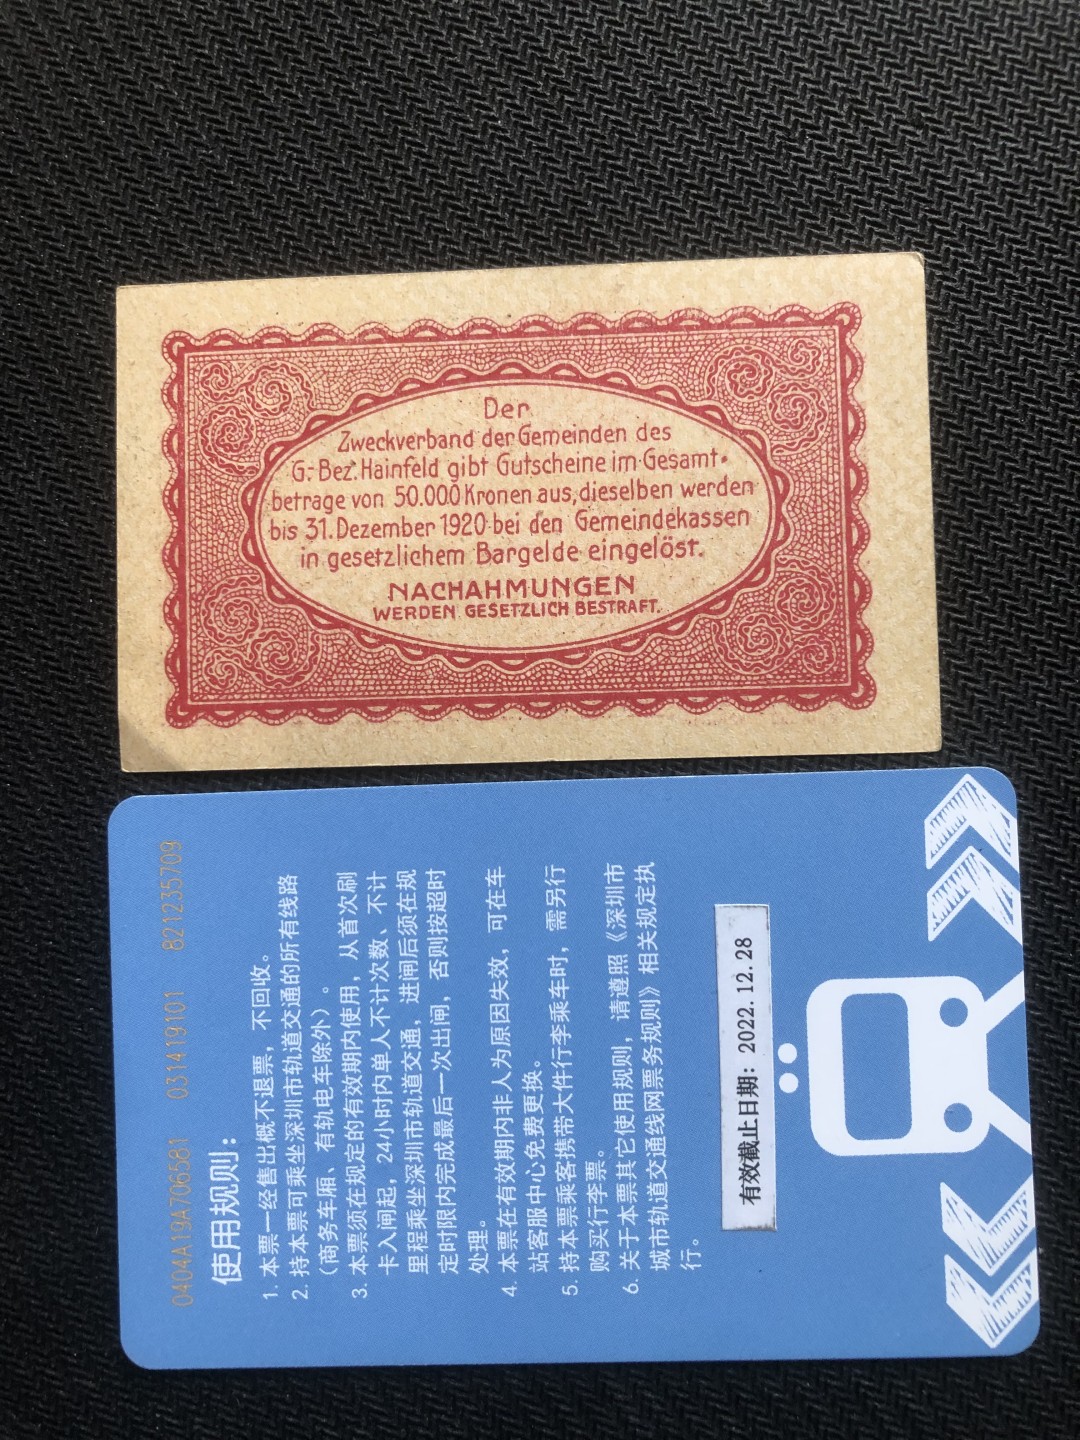 Der
Zweckverband der Gemeinden des
G.-Bez. Hainfeld gibt Gutscheine im Gesamt-
betrage von 50.000 Kronen aus, dieselben werden
bis 31. Dezember 1920 bei den Gemeindekassen
in gesetzlichem Bargelde eingelöst.
NACHAHMUNGEN
WERDEN GESETZLICH BESTRAFT.
0404A19A706581 031419101 821235709
使用规则：
1. 本票一经售出概不退票，不回收。
2. 持本票可乘坐深圳市轨道交通的所有线路
（商务车厢、有轨电车除外）。
3. 本票须在规定的有效期内使用，从首次刷
卡入闸起，24小时内单人不计次数、不计
里程乘坐深圳市轨道交通，进闸后须在规
定时限内完成最后一次出闸，否则按超时
处理。
4. 本票在有效期内非人为原因失效，可在车
站客服中心免费更换。
5. 持本票乘客携带大件行李乘车时，需另行
购买行李票。
6. 关于本票其它使用规则，请遵照《深圳市
城市轨道交通线网票务规则》相关规定执
行。
有效截止日期：2022.12.28